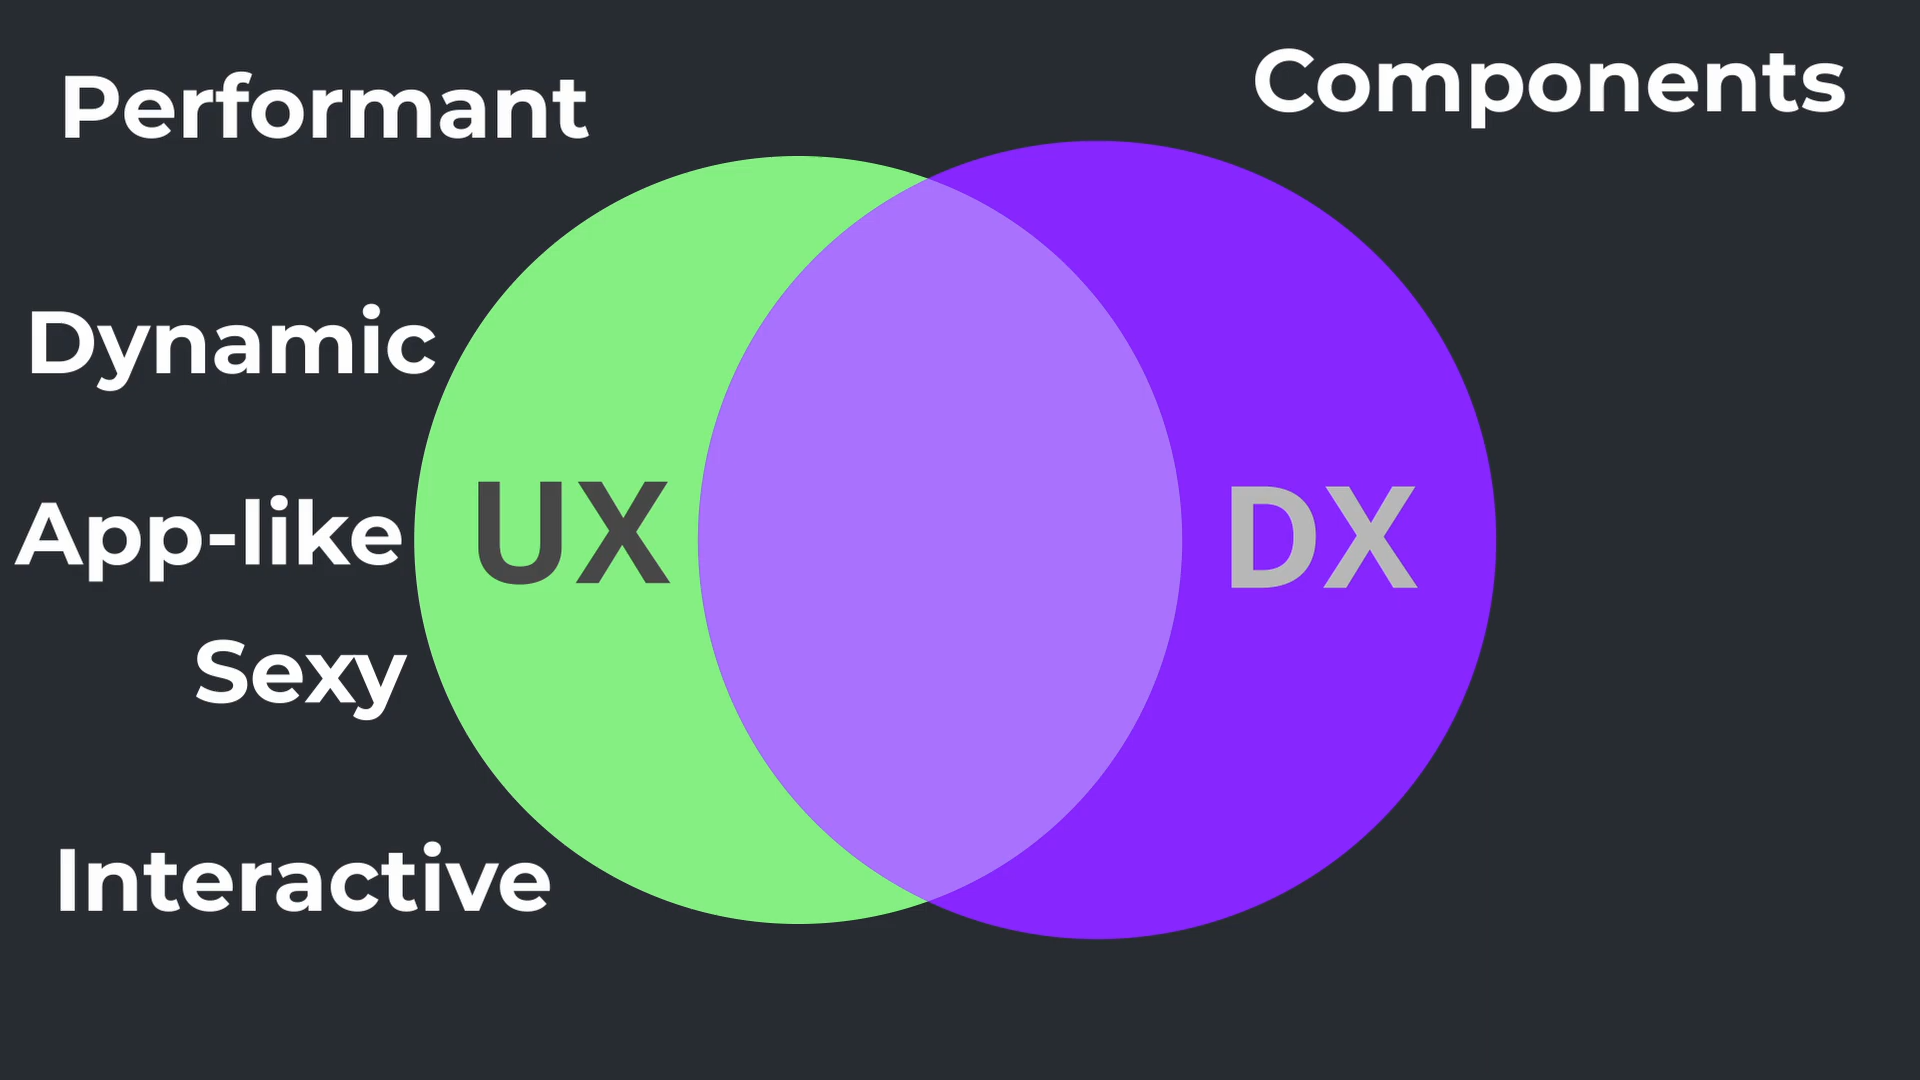 Performant
Components
Dynamic
App-like
UX
DX
Sexy
Interactive